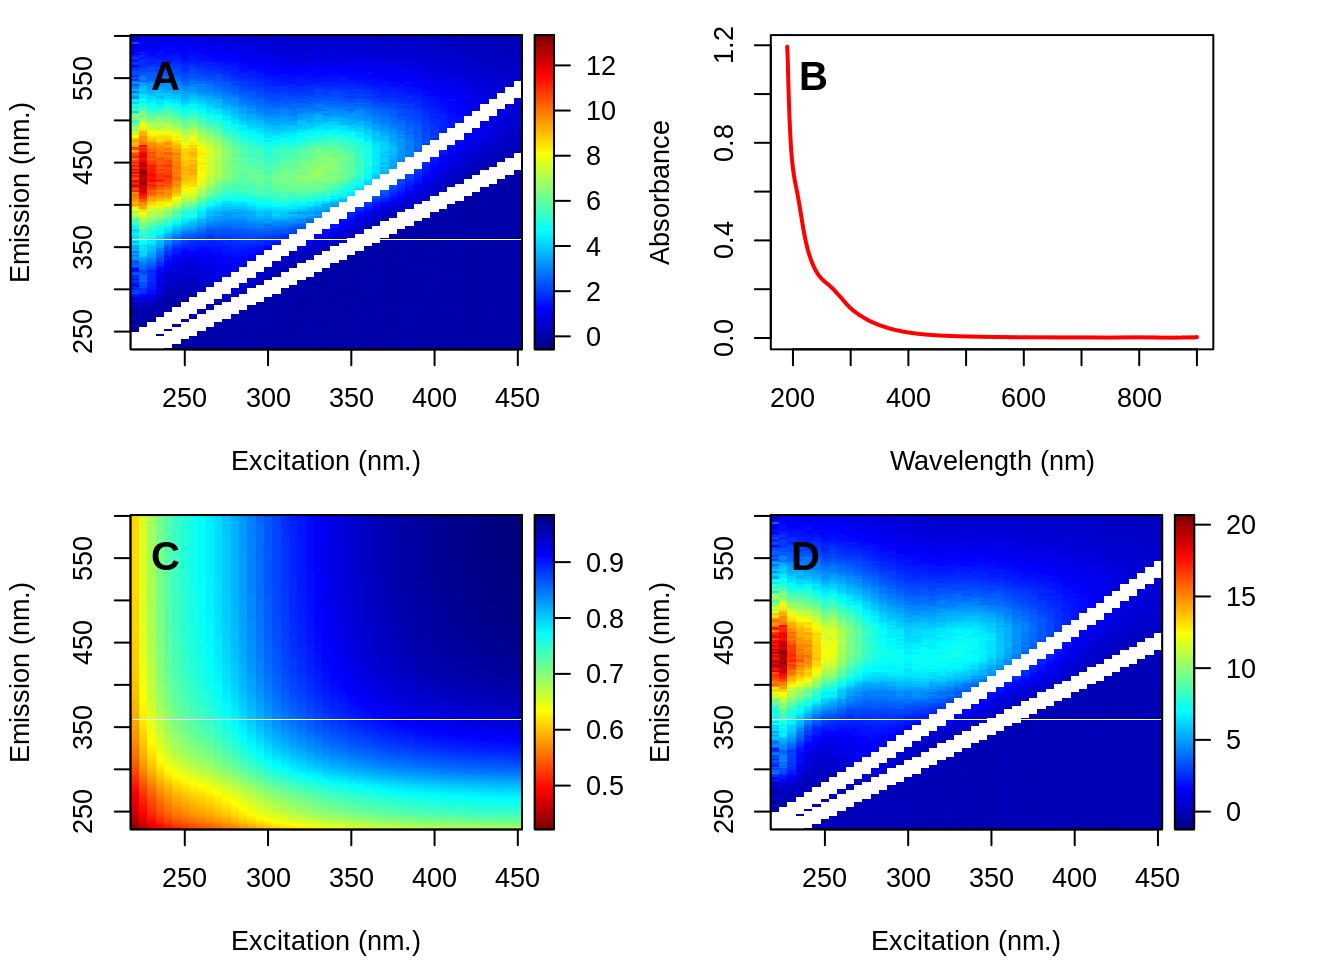 A
Emission (nm.)
550
450
350
250
250 300 350 400 450
Excitation (nm.)
12
10
8
6
4
2
0
B
Absorbance
1.2
0.8
0.4
0.0
200 400 600 800
Wavelength (nm)
C
Emission (nm.)
550
450
350
250
250 300 350 400 450
Excitation (nm.)
0.9
0.8
0.7
0.6
0.5
D
Emission (nm.)
550
450
350
250
250 300 350 400 450
Excitation (nm.)
20
15
10
5
0